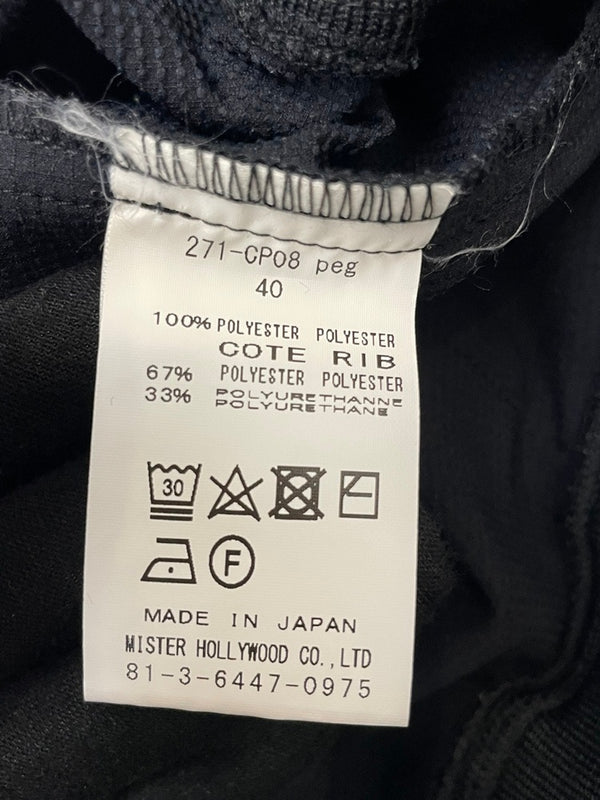 271-CP08 peg
40
100% POLYESTER POLYESTER
COTE RIB
67% POLYESTER POLYESTER
33% POLYURETHANNE
POLYURETHANE
30
F
MADE IN JAPAN
MISTER HOLLYWOOD CO.,LTD
81-3-6447-0975